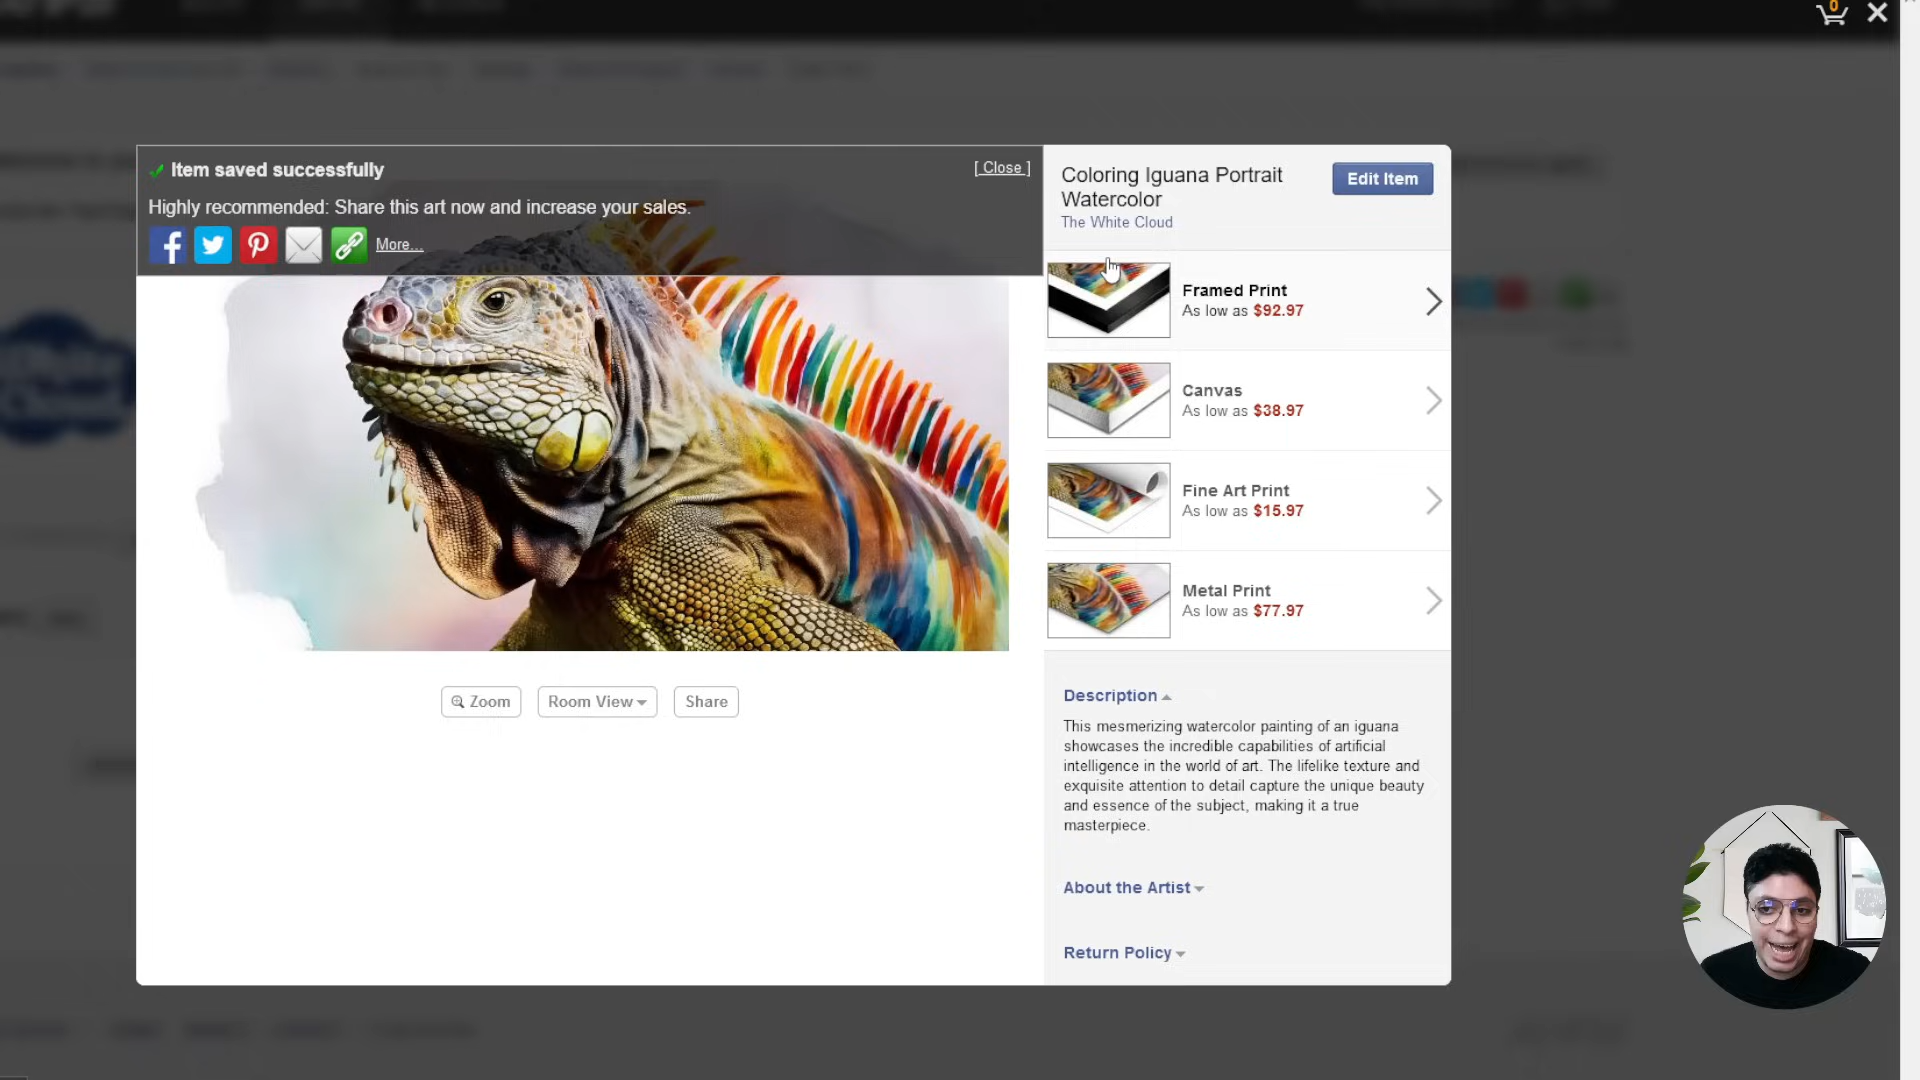 0
Item saved successfully
[ Close ]
Highly recommended: Share this art now and increase your sales.
More...
Coloring Iguana Portrait
Watercolor
The White Cloud
Edit Item
Framed Print
As low as $92.97
Canvas
As low as $38.97
Fine Art Print
As low as $15.97
Metal Print
As low as $77.97
Zoom
Room View
Share
Description
This mesmerizing watercolor painting of an iguana
showcases the incredible capabilities of artificial
intelligence in the world of art. The lifelike texture and
exquisite attention to detail capture the unique beauty
and essence of the subject, making it a true
masterpiece.
About the Artist
Return Policy